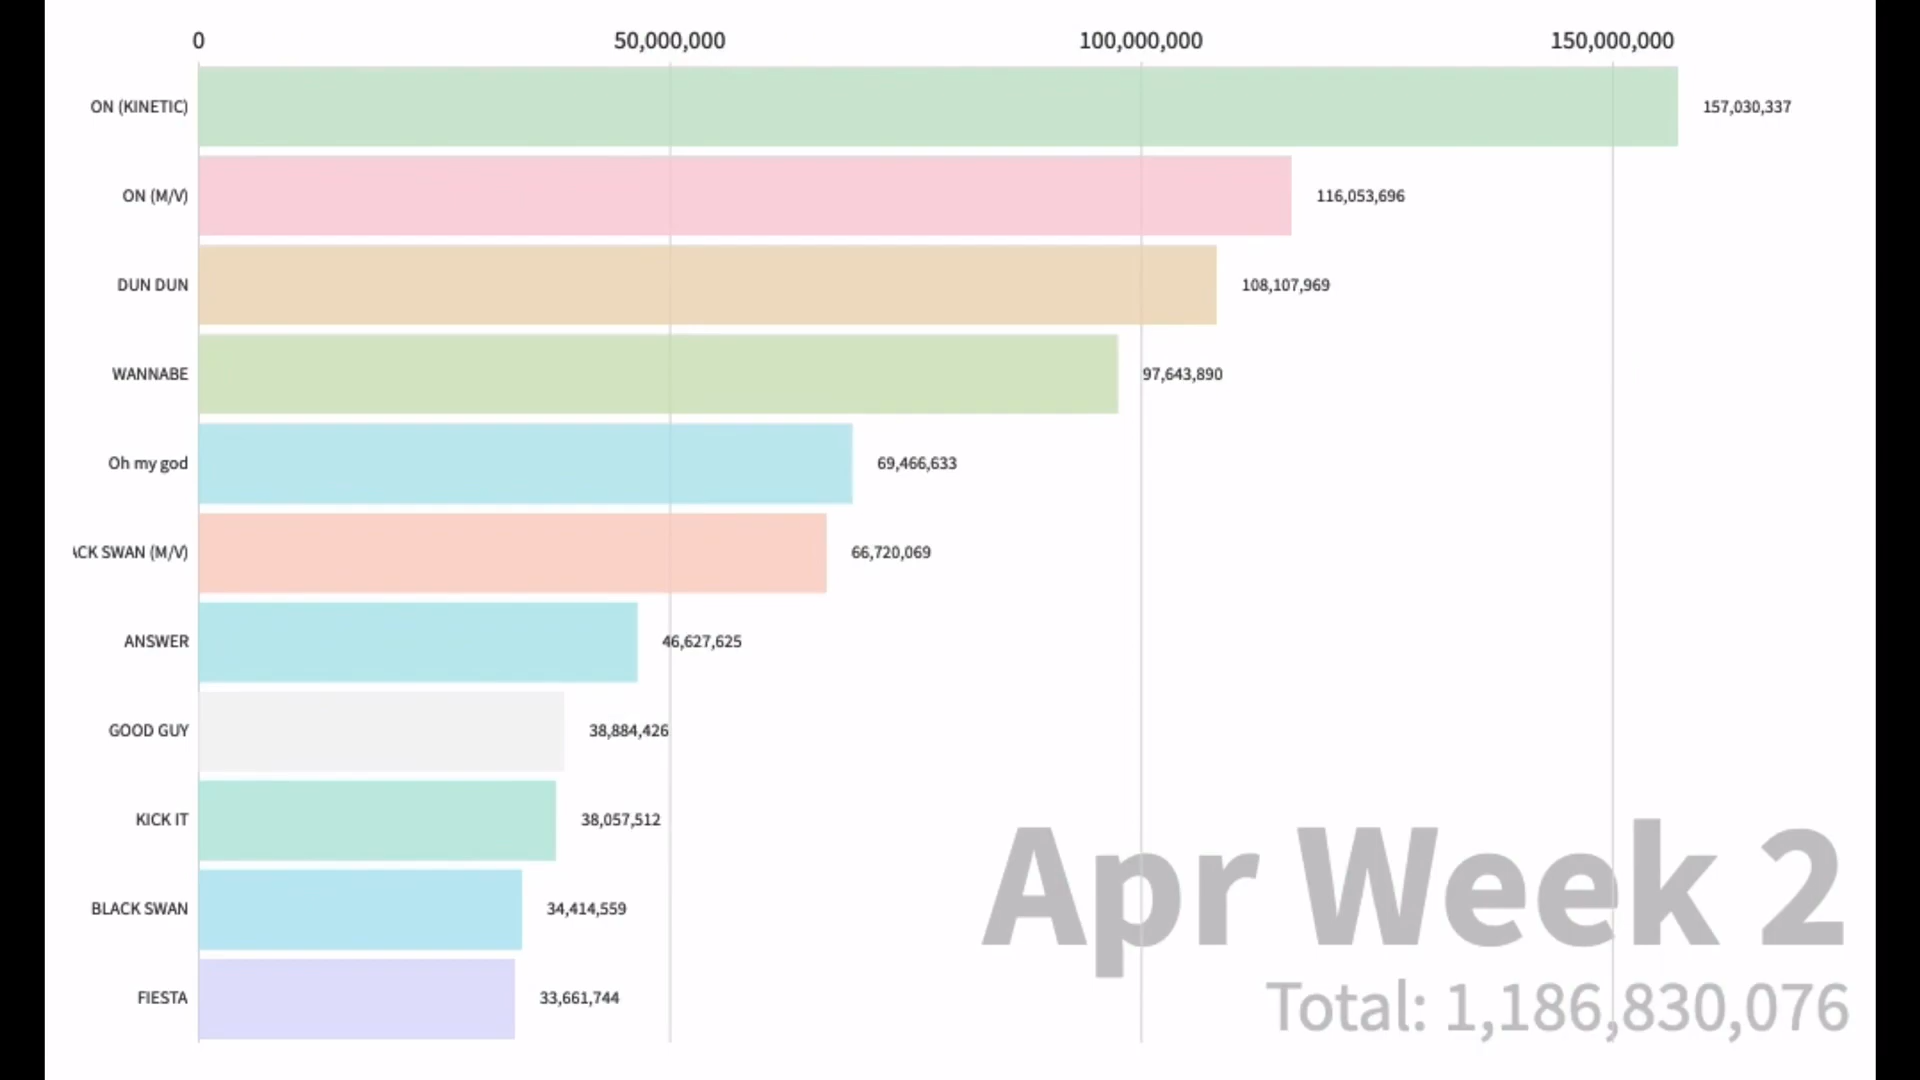 0 50,000,000 100,000,000 150,000,000
ON (KINETIC) 157,030,337
ON (M/V) 116,053,696
DUN DUN 108,107,969
WANNABE 97,643,890
Oh my god 69,466,633
ACK SWAN (M/V) 66,720,069
ANSWER 46,627,625
GOOD GUY 38,884,426
KICK IT 38,057,512
BLACK SWAN 34,414,559
FIESTA 33,661,744
Apr Week 2
Total: 1,186,830,076